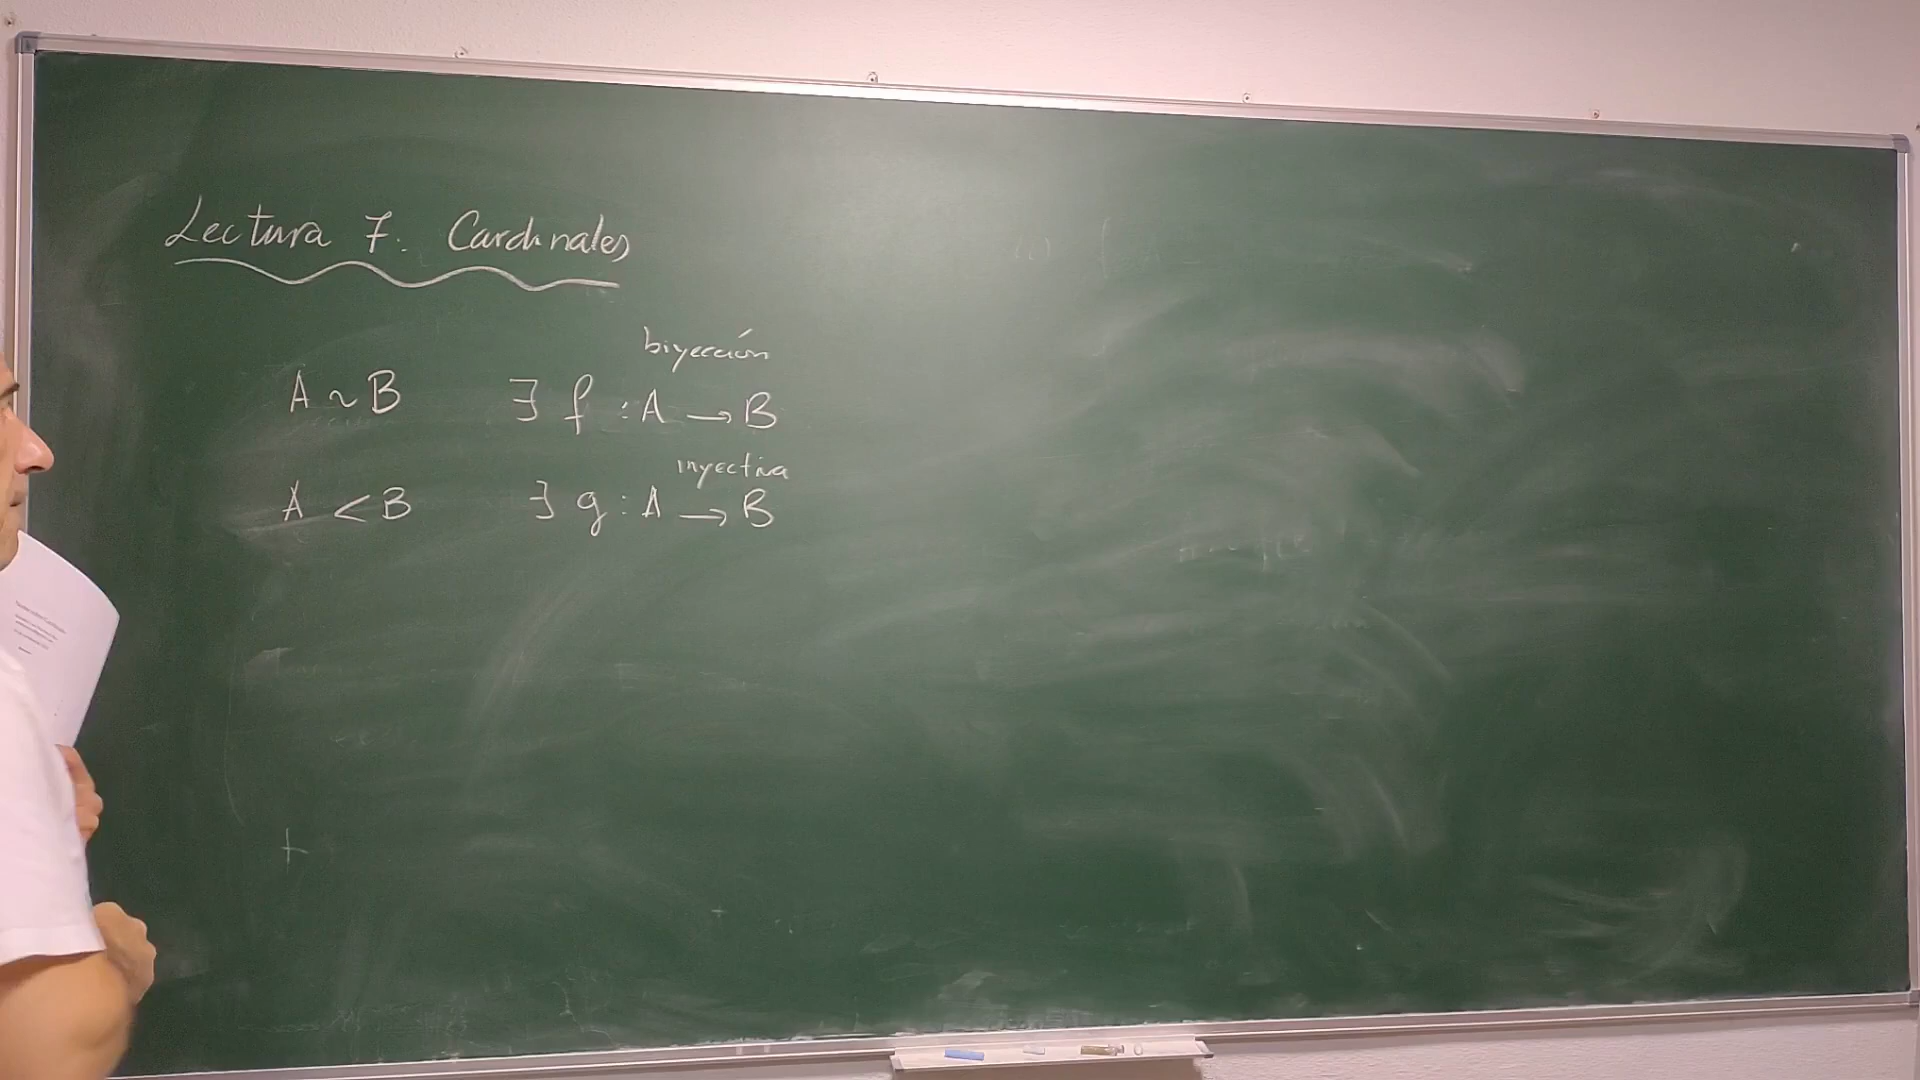 Lectura 7. Cardinales
biyección
A ~ B ∃ f : A → B
inyectiva
A < B ∃ g : A → B